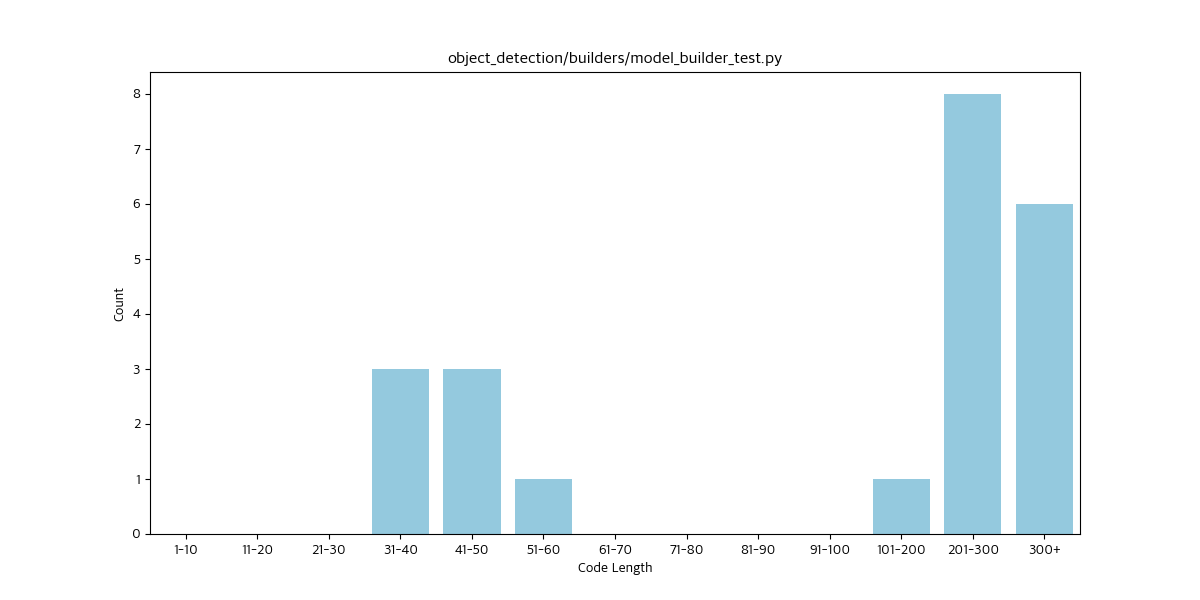 object_detection/builders/model_builder_test.py
Count
8
7
6
5
4
3
2
1
0
1-10 11-20 21-30 31-40 41-50 51-60 61-70 71-80 81-90 91-100 101-200 201-300 300+
Code Length